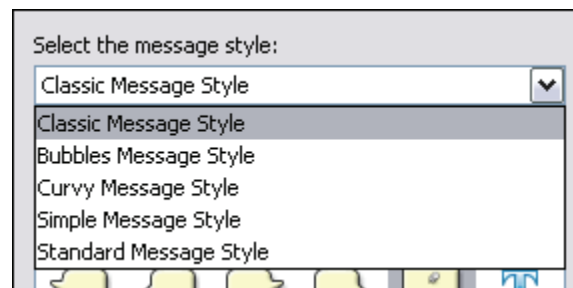 Select the message style:
Classic Message Style
Classic Message Style
Bubbles Message Style
Curvy Message Style
Simple Message Style
Standard Message Style